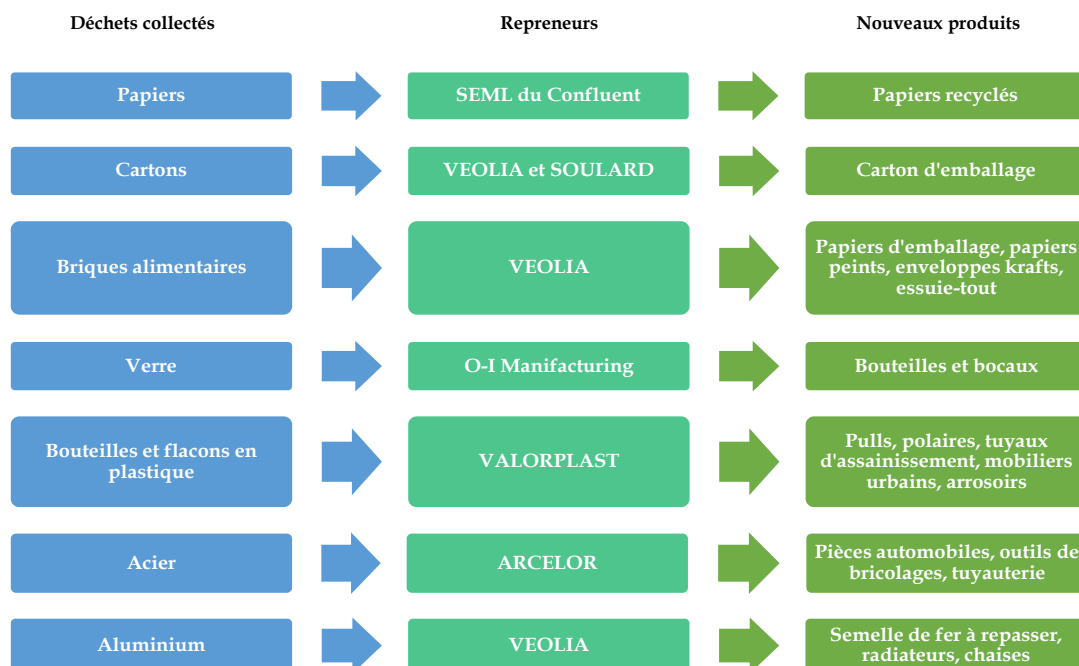 Déchets collectés
Repreneurs
Nouveaux produits
Papiers
SEML du Confluent
Papiers recyclés
Cartons
VEOLIA et SOULARD
Carton d'emballage
Briques alimentaires
VEOLIA
Papiers d'emballage, papiers
peints, enveloppes krafts,
essuie-tout
Verre
O-I Manifacturing
Bouteilles et bocaux
Bouteilles et flacons en
plastique
VALORPLAST
Pulls, polaires, tuyaux
d'assainissement, mobiliers
urbains, arrosoirs
Acier
ARCELOR
Pièces automobiles, outils de
bricolages, tuyauterie
Aluminium
VEOLIA
Semelle de fer à repasser,
radiateurs, chaises